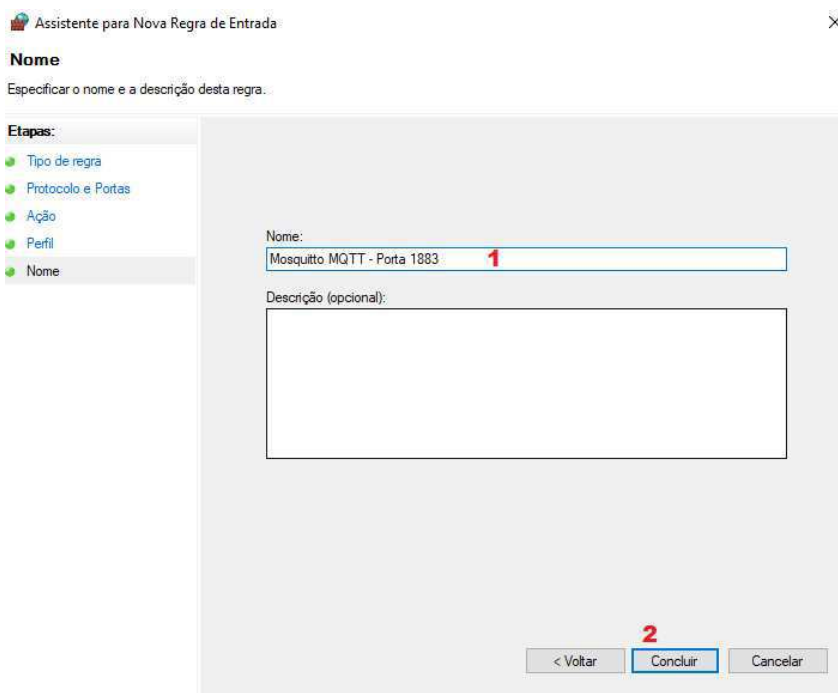 Assistente para Nova Regra de Entrada
Nome
Especificar o nome e a descrição desta regra.
Etapas:
Tipo de regra
Protocolo e Portas
Ação
Perfil
Nome
Nome:
Mosquitto MQTT - Porta 1883 1
Descrição (opcional):
2
< Voltar Concluir Cancelar